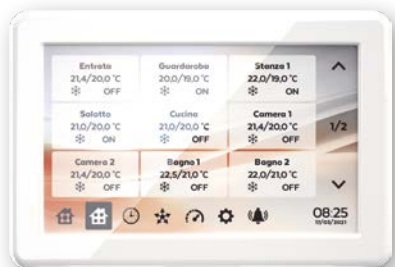 Entrata
21,4/20,0 °C
OFF
Guardaroba
20,0/19,0 °C
ON
Stanza 1
22,0/19,0 °C
ON
Salotto
21,0/20,0 °C
ON
Cucina
21,0/20,0 °C
OFF
Camera 1
21,4/20,0 °C
OFF
1/2
Camera 2
21,4/20,0 °C
OFF
Bagno 1
22,5/21,0 °C
OFF
Bagno 2
22,0/21,0 °C
OFF
08:25